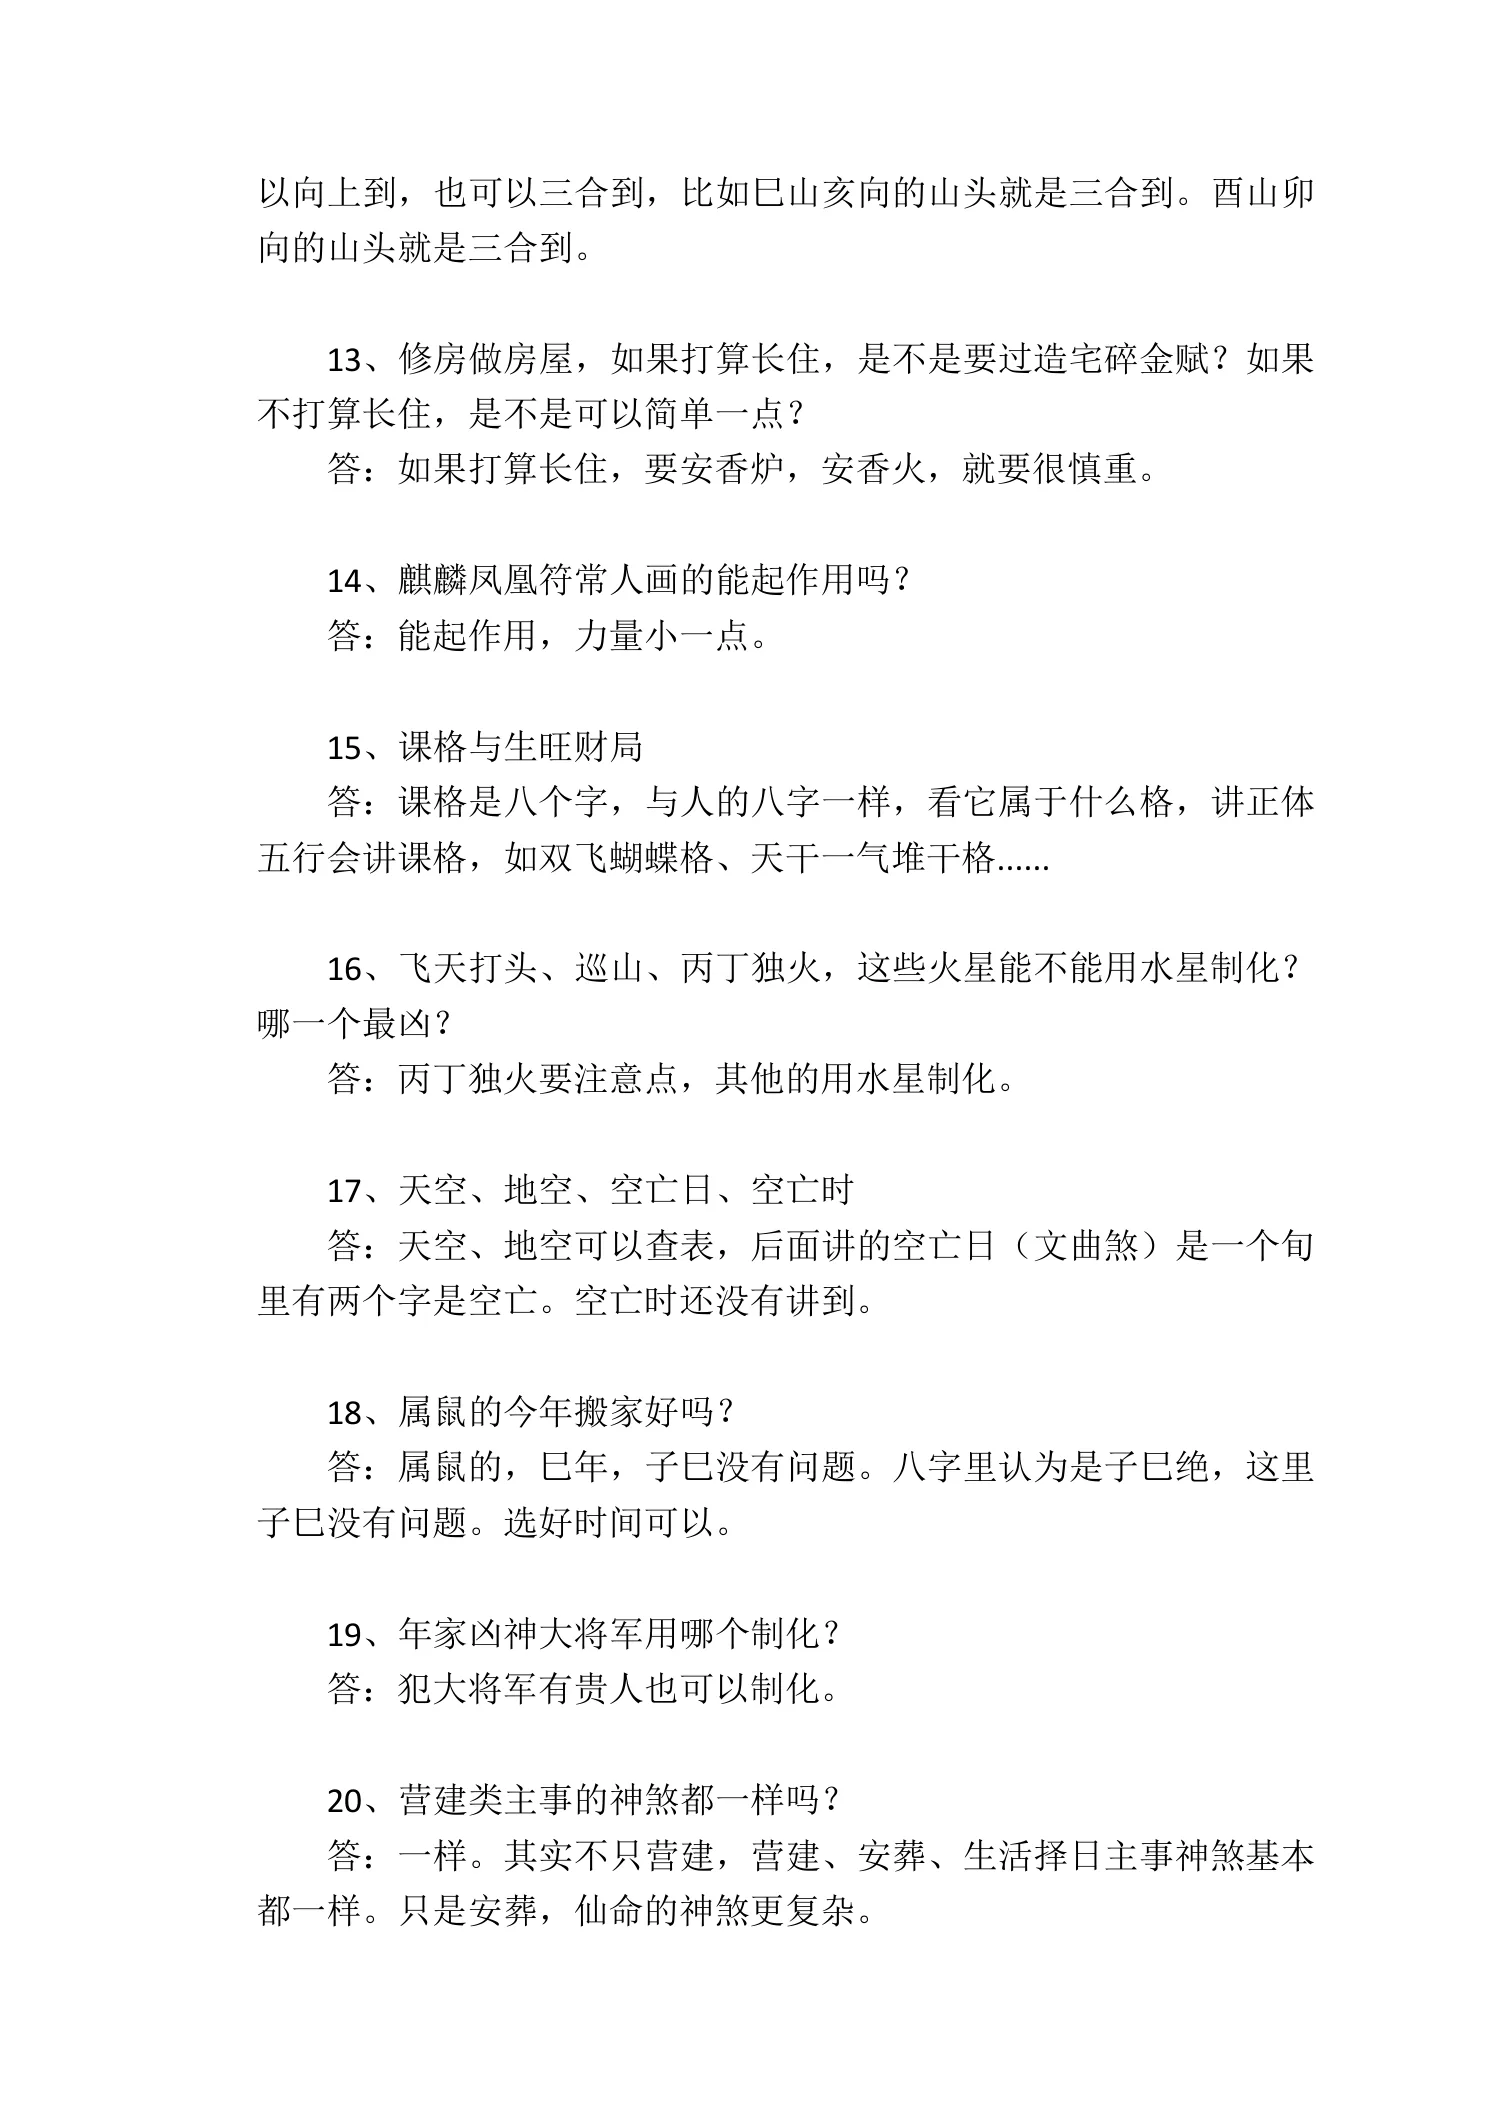 以向上到，也可以三合到，比如巳山亥向的山头就是三合到。酉山卯
向的山头就是三合到。
13、修房做房屋，如果打算长住，是不是要过造宅碎金赋？如果
不打算长住，是不是可以简单一点？
答：如果打算长住，要安香炉，安香火，就要很慎重。
14、麒麟凤凰符常人画的能起作用吗？
答：能起作用，力量小一点。
15、课格与生旺财局
答：课格是八个字，与人的八字一样，看它属于什么格，讲正体
五行会讲课格，如双飞蝴蝶格、天干一气堆干格......
16、飞天打头、巡山、丙丁独火，这些火星能不能用水星制化？
哪一个最凶？
答：丙丁独火要注意点，其他的用水星制化。
17、天空、地空、空亡日、空亡时
答：天空、地空可以查表，后面讲的空亡日（文曲煞）是一个旬
里有两个字是空亡。空亡时还没有讲到。
18、属鼠的今年搬家好吗？
答：属鼠的，巳年，子巳没有问题。八字里认为是子巳绝，这里
子巳没有问题。选好时间可以。
19、年家凶神大将军用哪个制化？
答：犯大将军有贵人也可以制化。
20、营建类主事的神煞都一样吗？
答：一样。其实不只营建，营建、安葬、生活择日主事神煞基本
都一样。只是安葬，仙命的神煞更复杂。